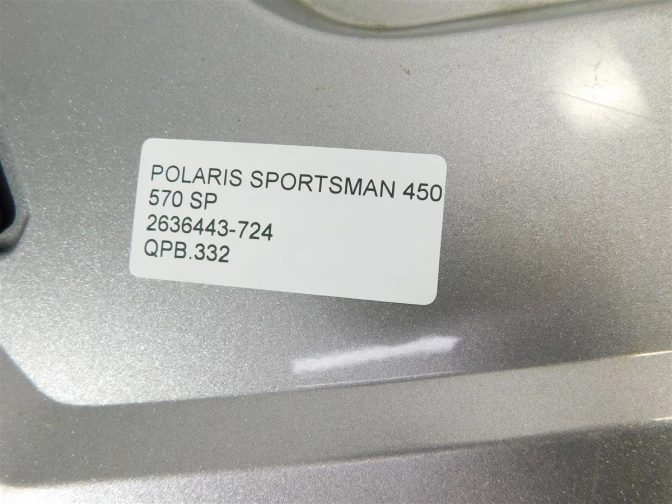 POLARIS SPORTSMAN 450
570 SP
2636443-724
QPB.332